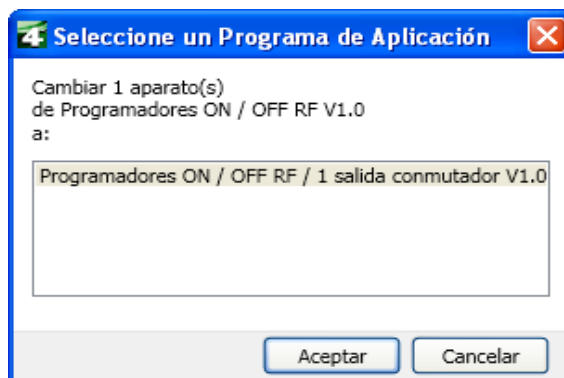 4 Seleccione un Programa de Aplicación
Cambiar 1 aparato(s)
de Programadores ON / OFF RF V1.0
a:
Programadores ON / OFF RF / 1 salida conmutador V1.0
Aceptar
Cancelar